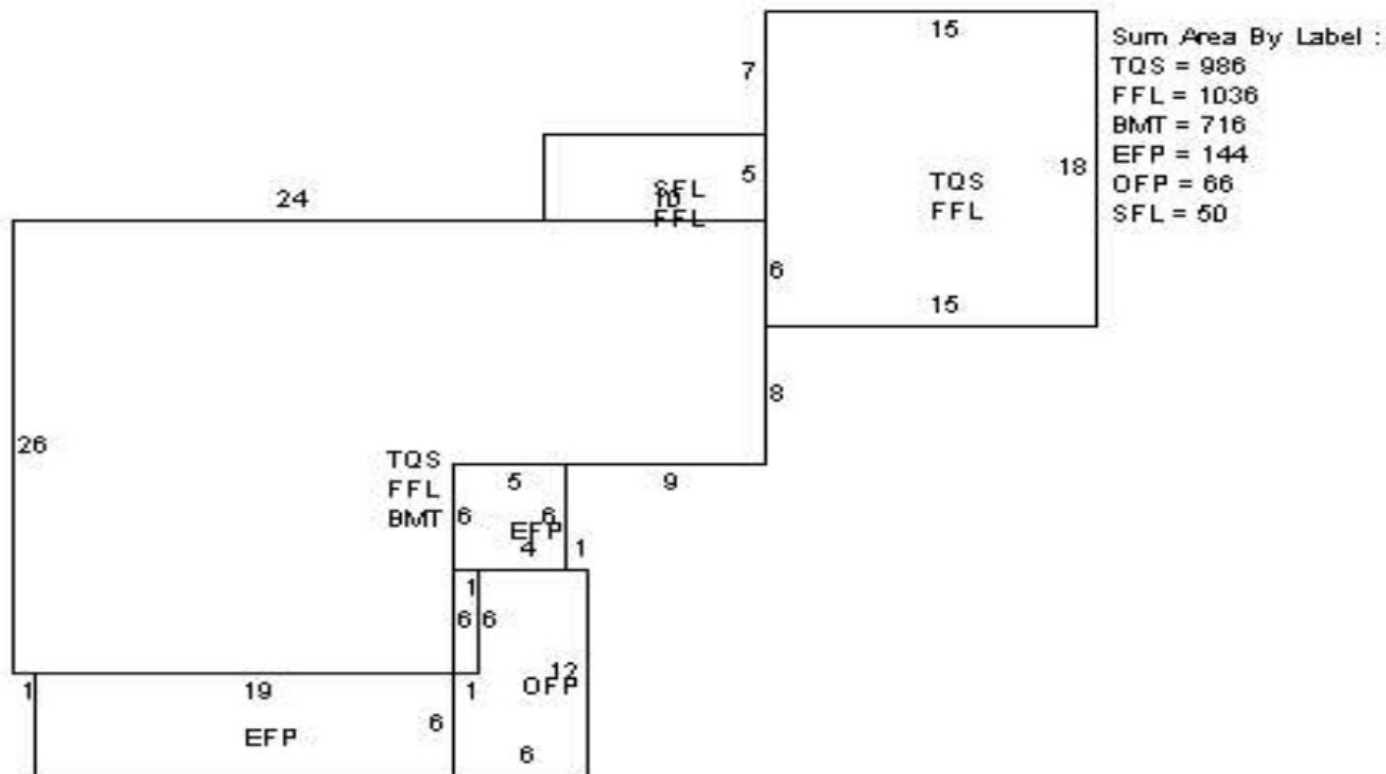 15
Sum Area By Label :
7
TQS = 986
FFL = 1036
BMT = 716
5
18
EFP = 144
TQS
OFP = 66
24
SFL
10
FFL
FFL
SFL = 50
6
15
8
26
TQS
5
9
FFL
BMT
6
6
EFP
4
1
1
6
6
12
OFP
1
19
1
6
EFP
6